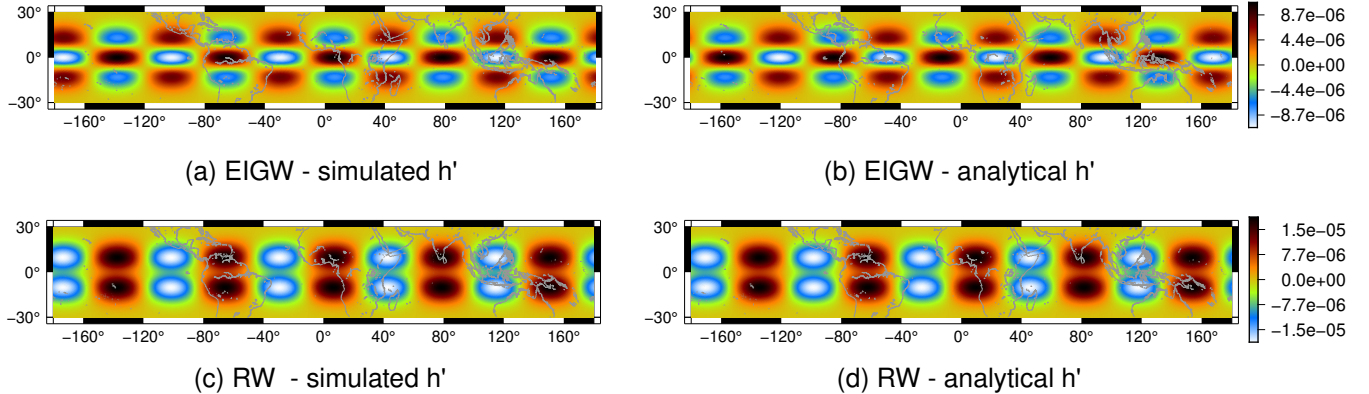 30° 30° 8.7e−06
4.4e−06
0° 0° 0.0e+00
−4.4e−06
−30° −30° −8.7e−06
−160° −120° −80° −40° 0° 40° 80° 120° 160° −160° −120° −80° −40° 0° 40° 80° 120° 160°
(a) EIGW - simulated h' (b) EIGW - analytical h'
30° 30° 1.5e−05
7.7e−06
0° 0° 0.0e+00
−7.7e−06
−30° −30° −1.5e−05
−160° −120° −80° −40° 0° 40° 80° 120° 160° −160° −120° −80° −40° 0° 40° 80° 120° 160°
(c) RW - simulated h' (d) RW - analytical h'